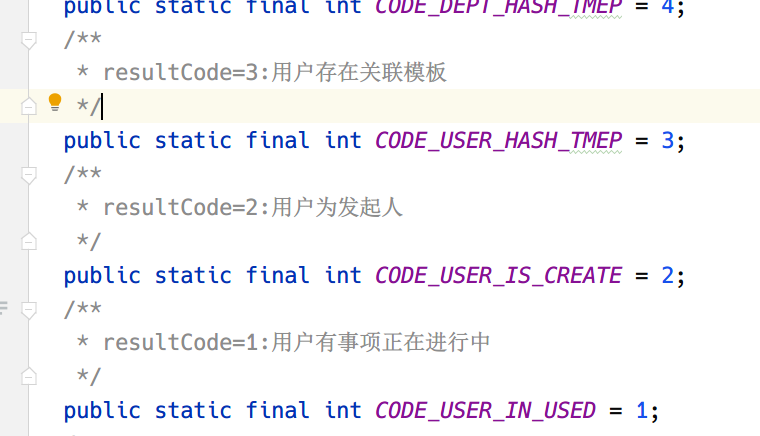 public static final int CODE_DEPT_HASH_TMEP = 4;
/**
* resultCode=3:用户存在关联模板
*/
public static final int CODE_USER_HASH_TMEP = 3;
/**
* resultCode=2:用户为发起人
*/
public static final int CODE_USER_IS_CREATE = 2;
/**
* resultCode=1:用户有事项正在进行中
*/
public static final int CODE_USER_IN_USED = 1;